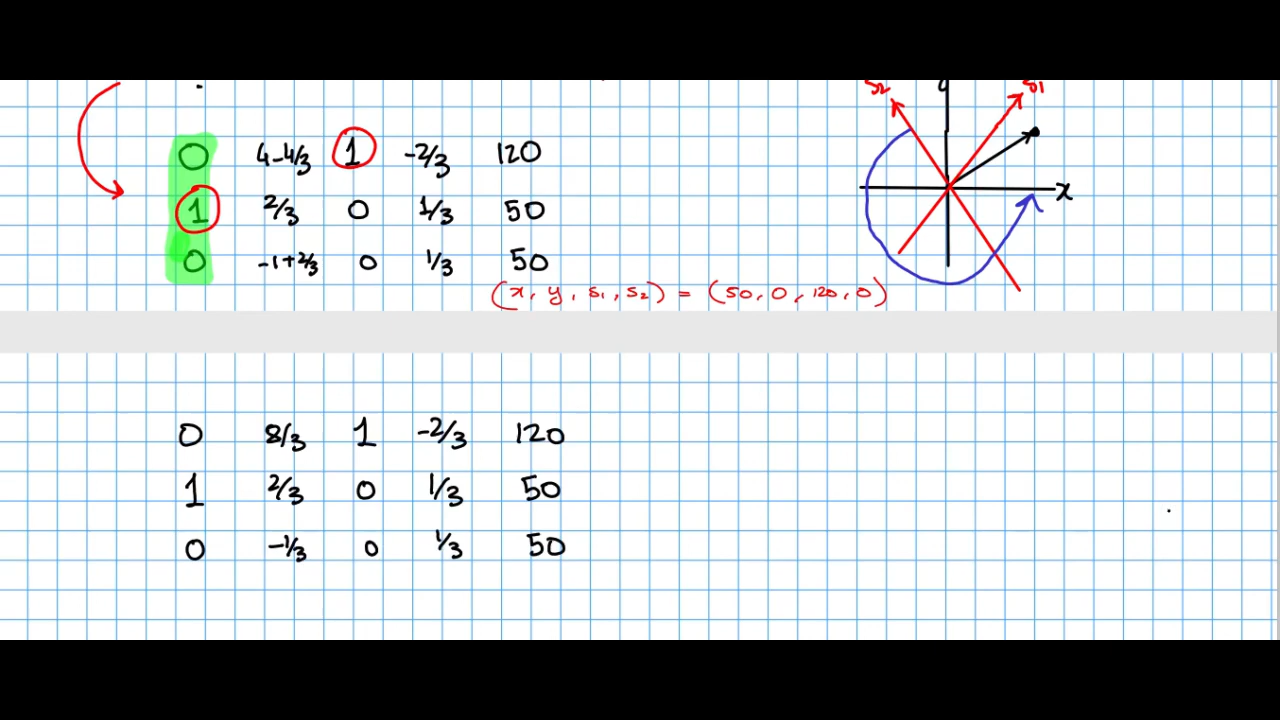 S2 S1
0 4-4/3 1 -2/3 120
x
1 2/3 0 1/3 50
0 -1+2/3 0 1/3 50
(x, y, s₁, s₂) = (50, 0, 120, 0)
0 8/3 1 -2/3 120
1 2/3 0 1/3 50
0 -1/3 0 1/3 50